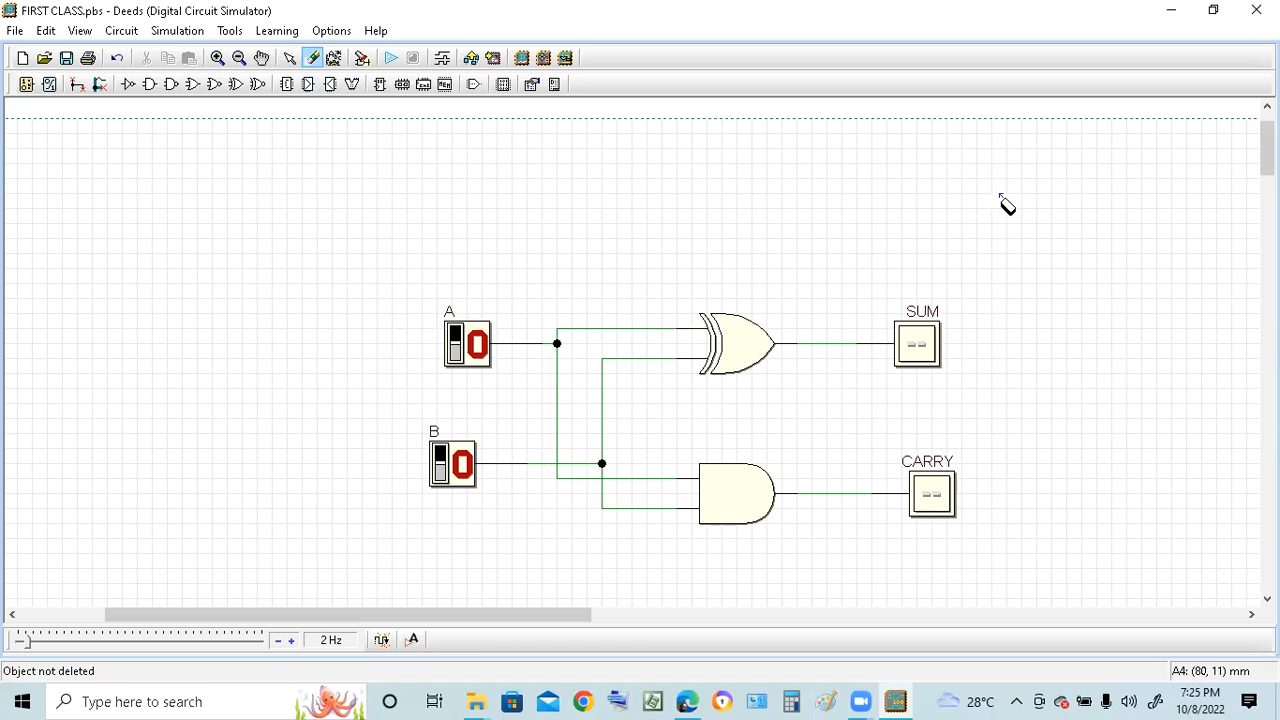 FIRST CLASS.pbs - Deeds (Digital Circuit Simulator)
File Edit View Circuit Simulation Tools Learning Options Help
A
0
B
0
SUM
--
CARRY
--
2 Hz
A
Object not deleted
A4: (80, 11) mm
Type here to search
28°C
7:25 PM
10/8/2022